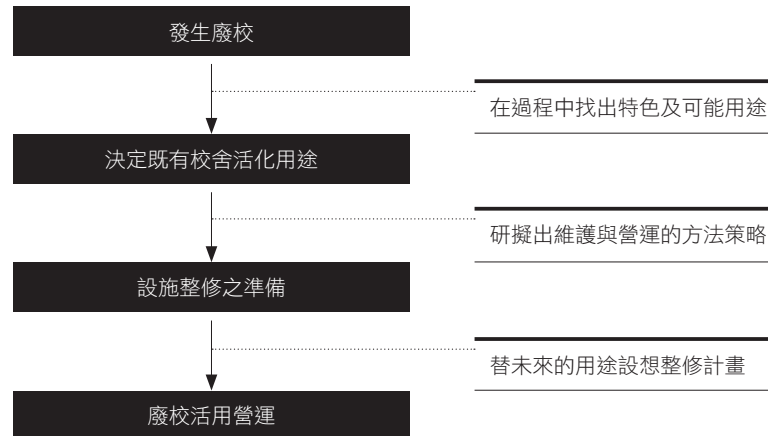 發生廢校
在過程中找出特色及可能用途
決定既有校舍活化用途
研擬出維護與營運的方法策略
設施整修之準備
替未來的用途設想整修計畫
廢校活用營運